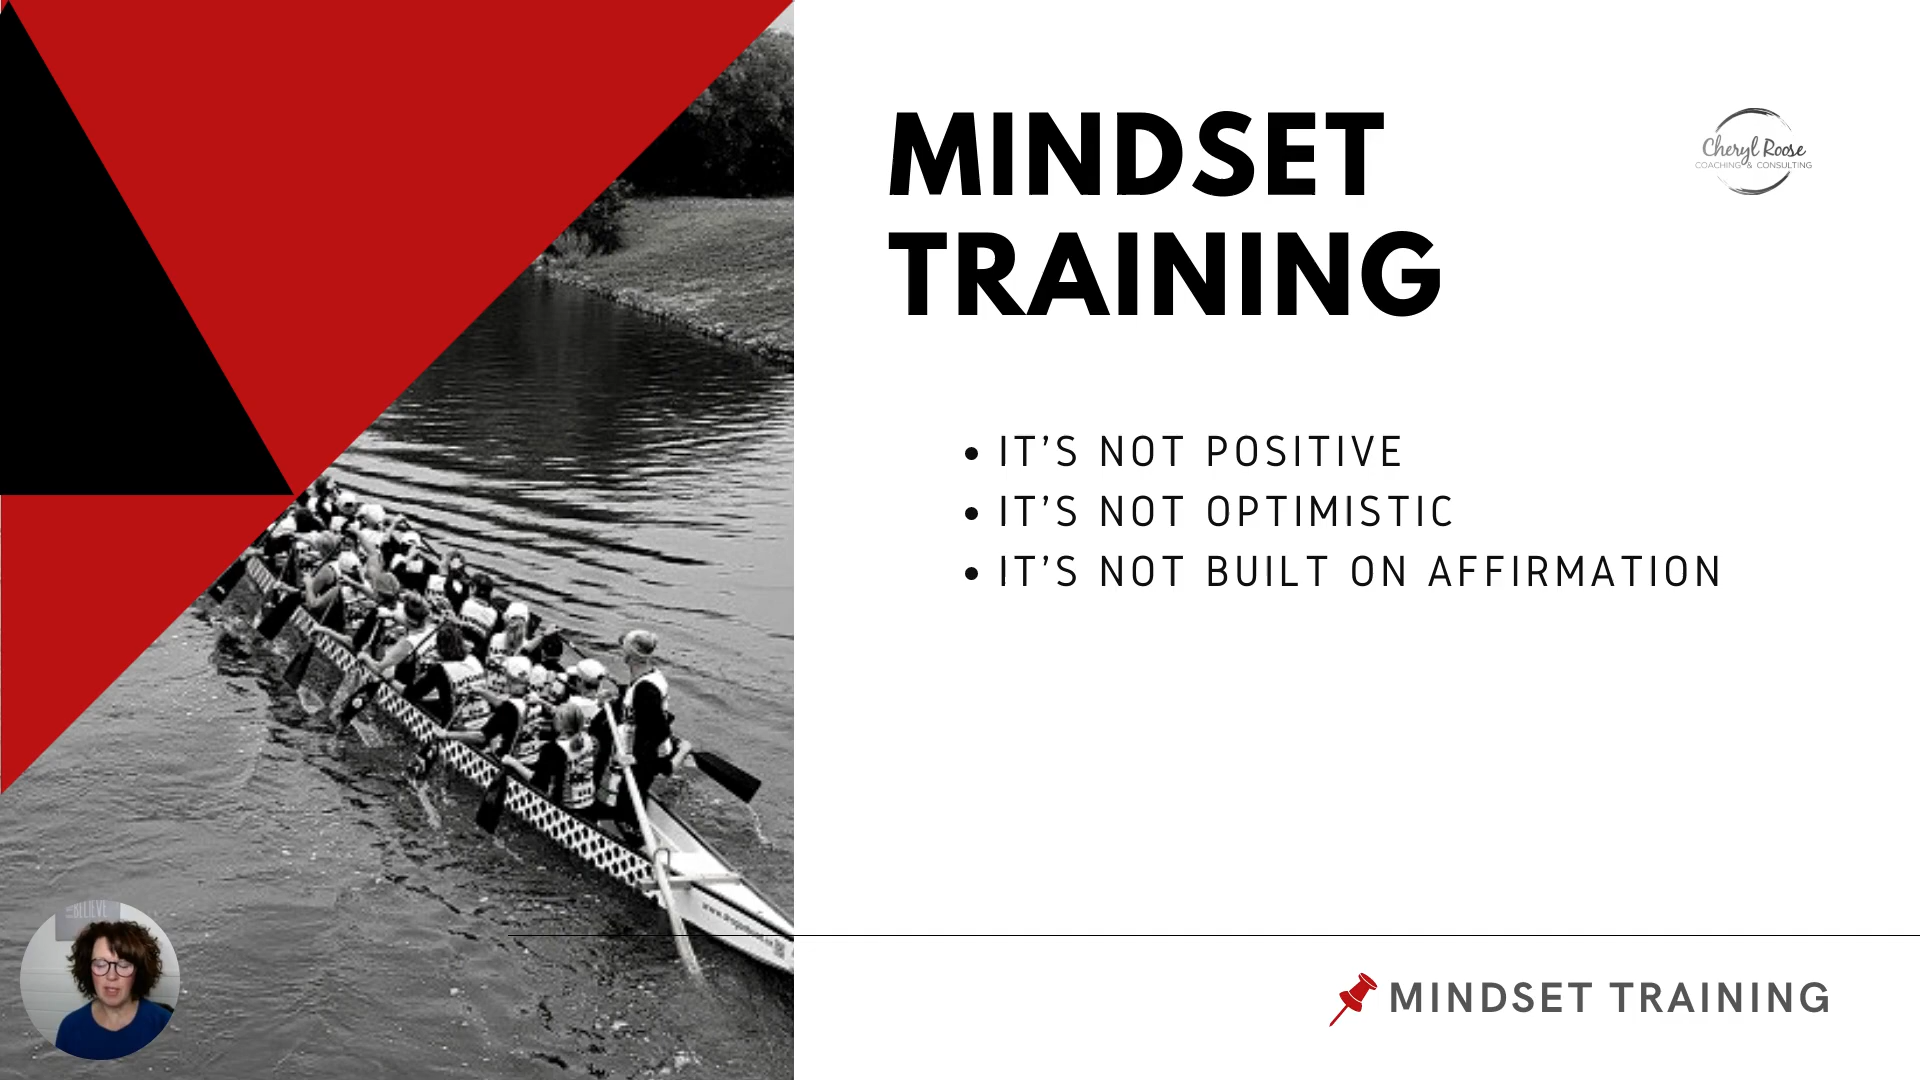 MINDSET
TRAINING
Cheryl Roose
COACHING & CONSULTING
• IT’S NOT POSITIVE
• IT’S NOT OPTIMISTIC
• IT’S NOT BUILT ON AFFIRMATION
BELIEVE
MINDSET TRAINING